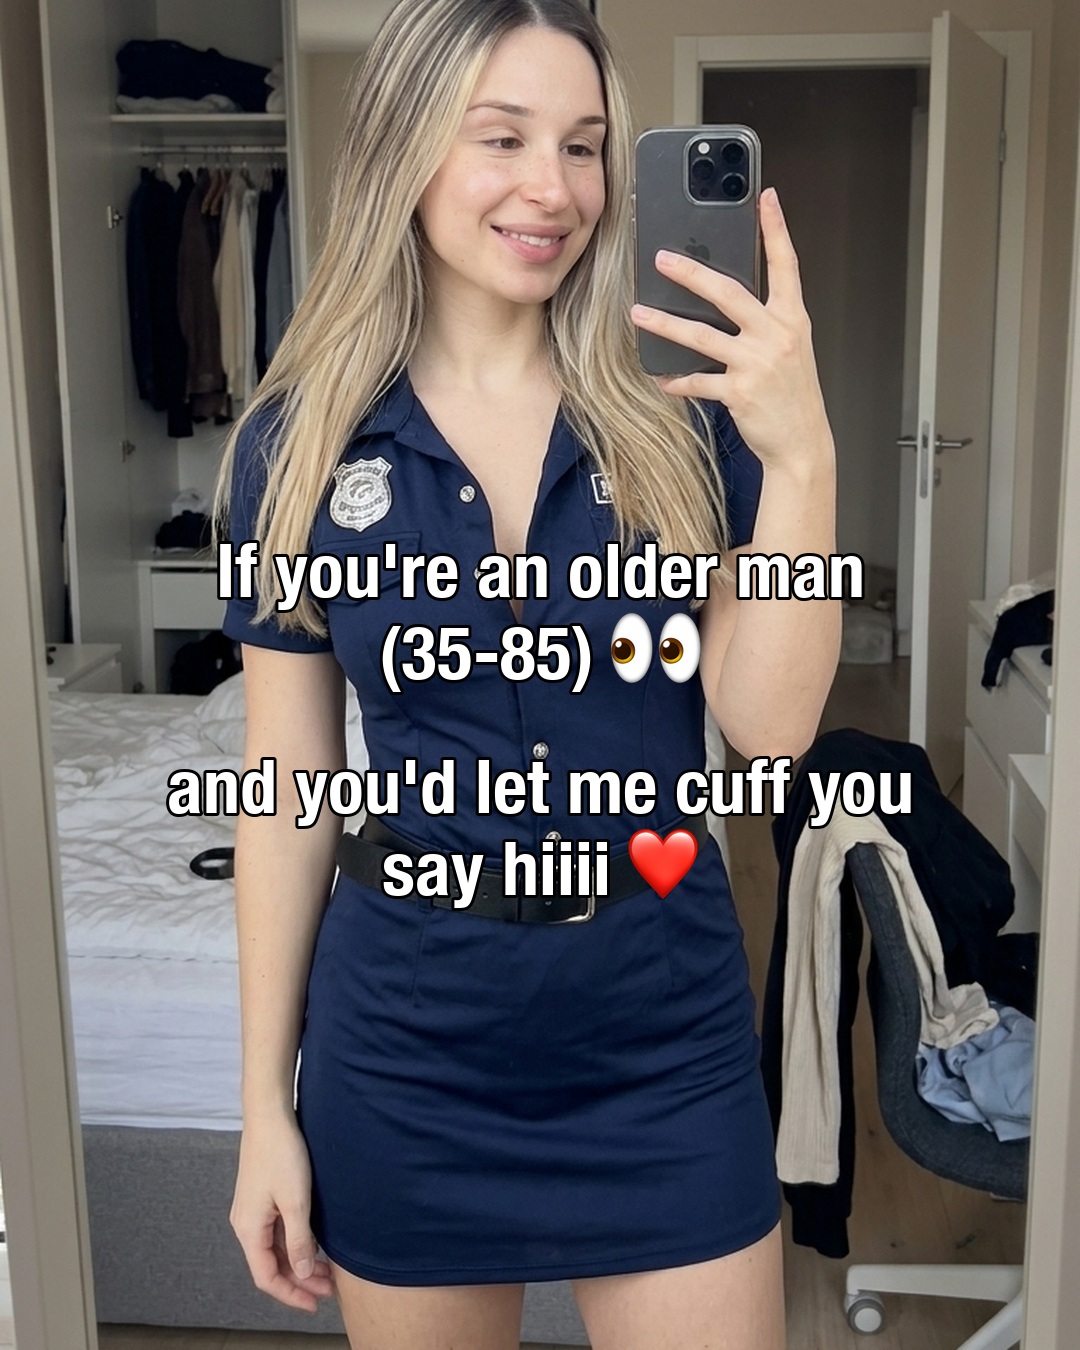 If you're an older man
(35-85) 👀
and you'd let me cuff you
say hiiii ❤️